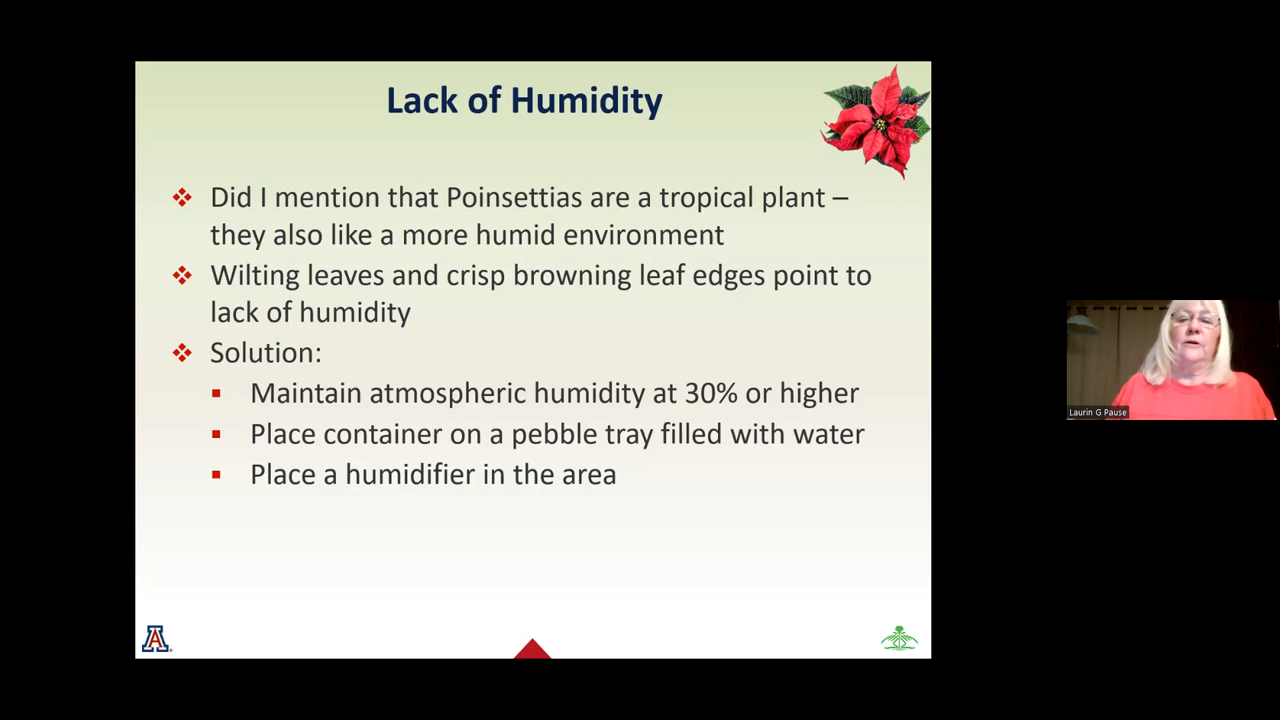 Lack of Humidity
Did I mention that Poinsettias are a tropical plant –
they also like a more humid environment
Wilting leaves and crisp browning leaf edges point to
lack of humidity
Solution:
Maintain atmospheric humidity at 30% or higher
Place container on a pebble tray filled with water
Place a humidifier in the area
A
Laurin G Pause